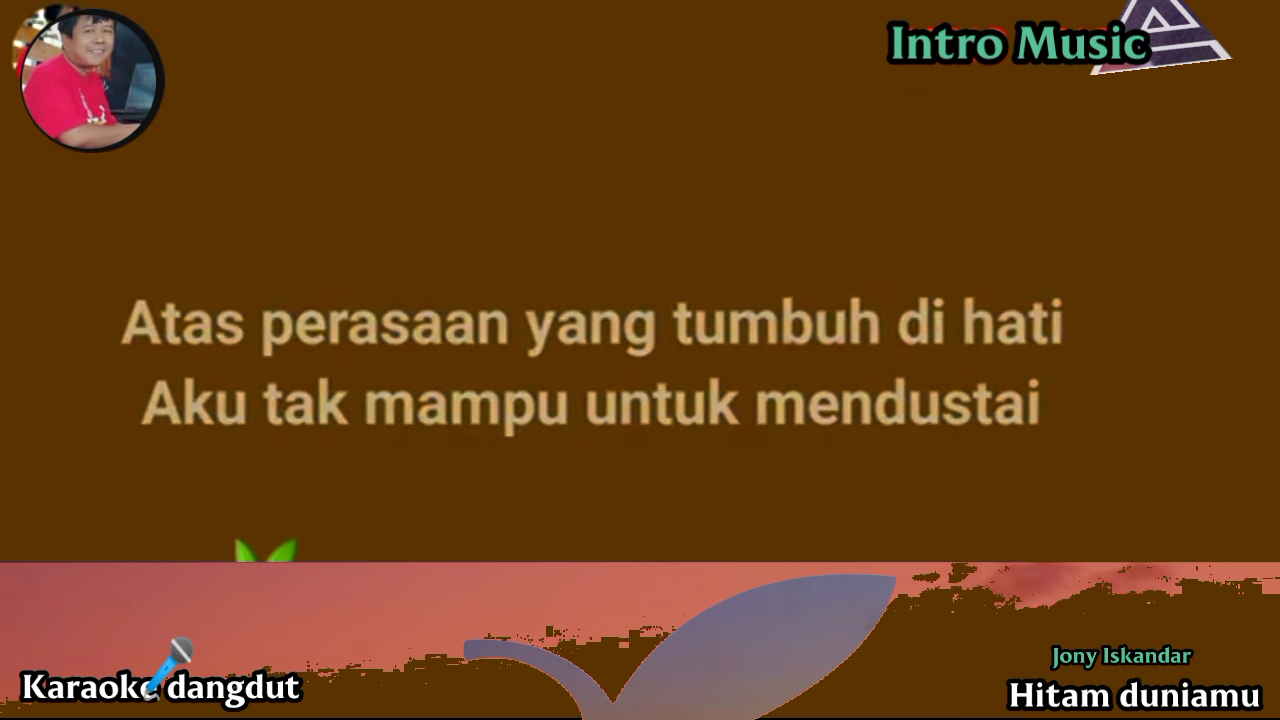 Intro Music
Atas perasaan yang tumbuh di hati
Aku tak mampu untuk mendustai
Jony Iskandar
Karaoke dangdut
Hitam duniamu